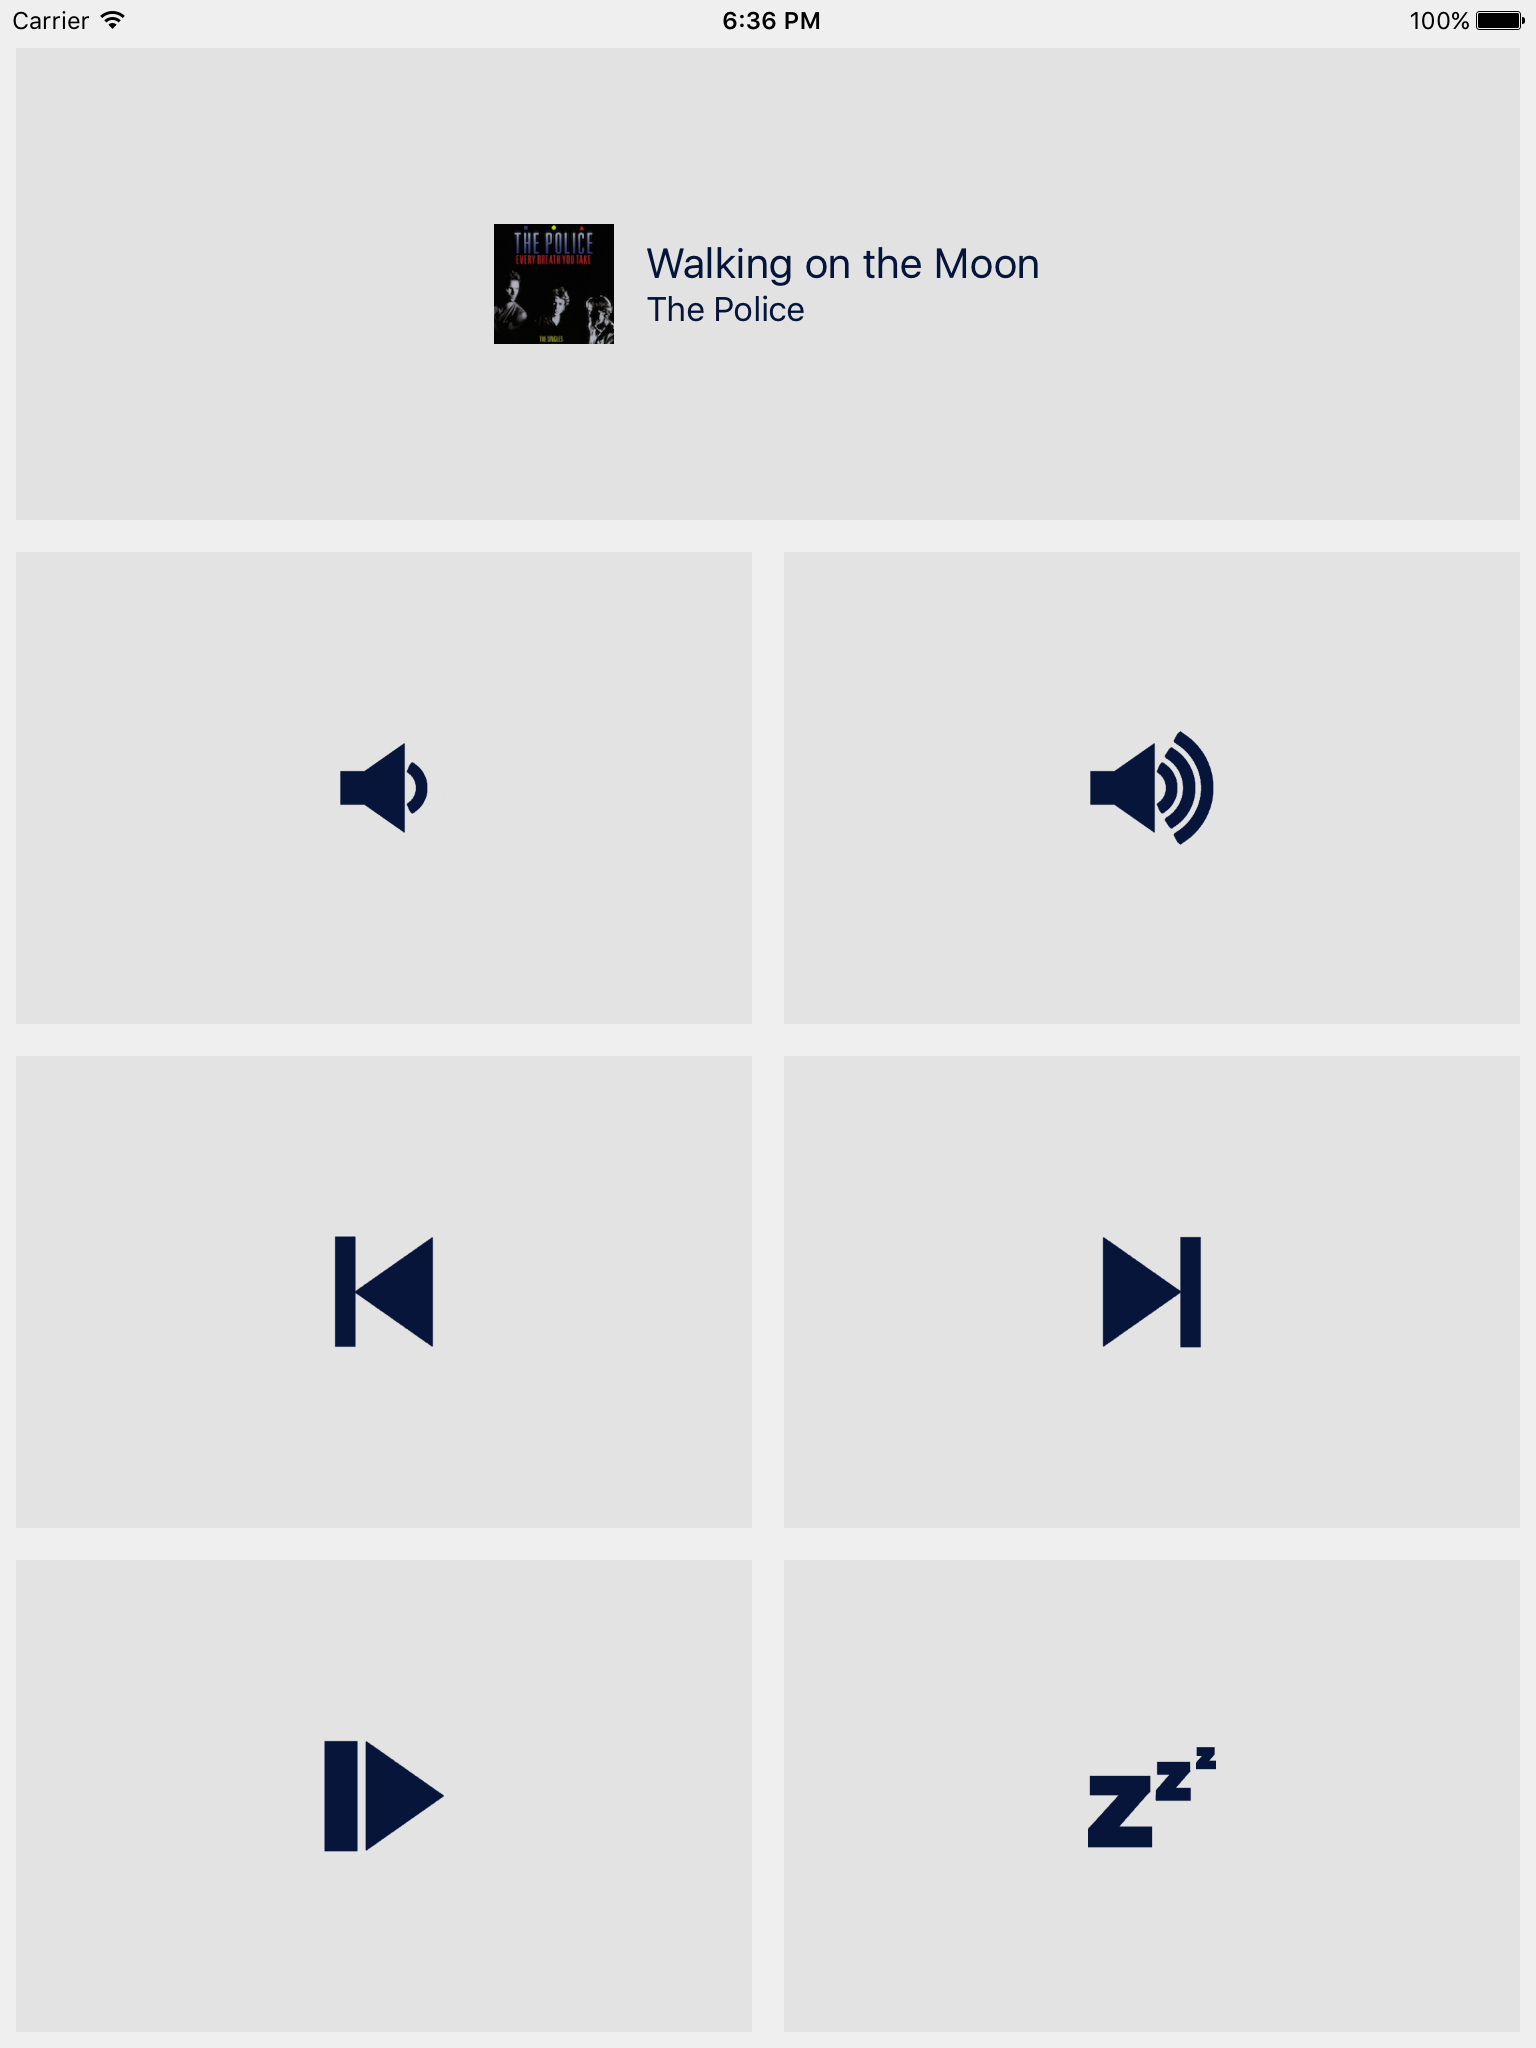 Carrier 6:36 PM 100%
THE POLICE
EVERY BREATH YOU TAKE
THE SINGLES
Walking on the Moon
The Police
z z z